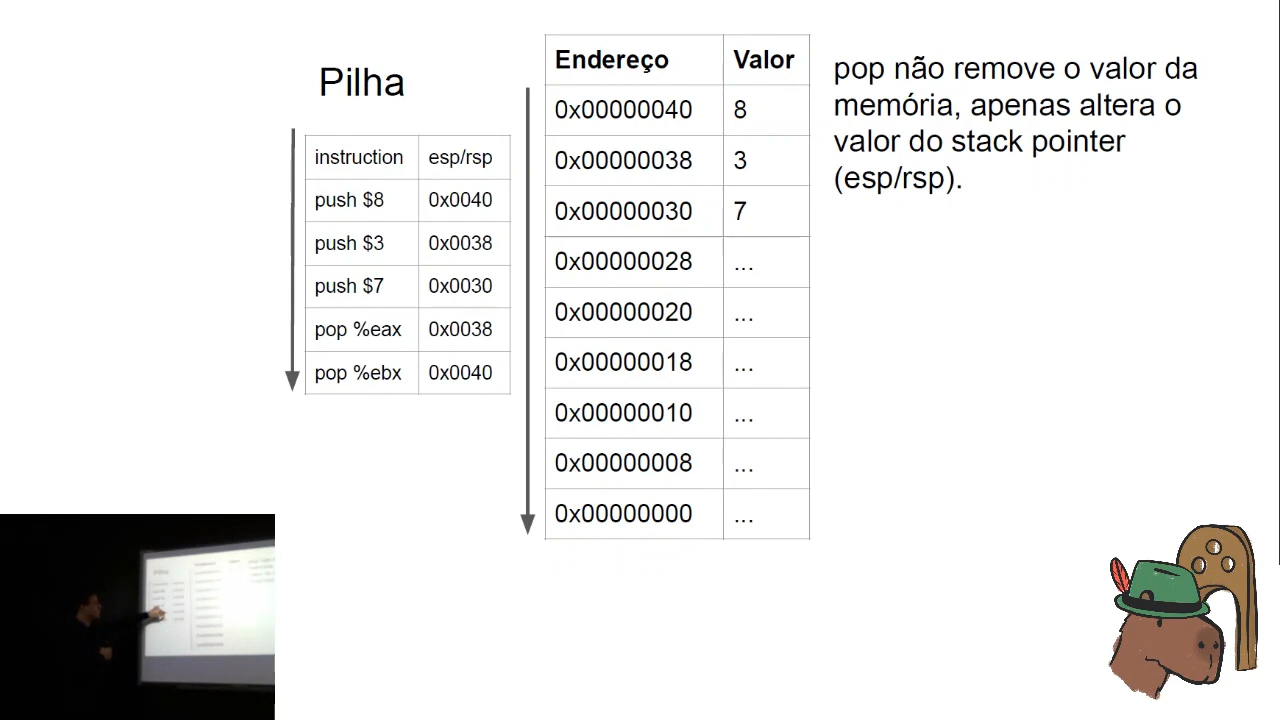 Pilha
instruction esp/rsp
push $8 0x0040
push $3 0x0038
push $7 0x0030
pop %eax 0x0038
pop %ebx 0x0040
Endereço Valor
0x00000040 8
0x00000038 3
0x00000030 7
0x00000028 ...
0x00000020 ...
0x00000018 ...
0x00000010 ...
0x00000008 ...
0x00000000 ...
pop não remove o valor da
memória, apenas altera o
valor do stack pointer
(esp/rsp).